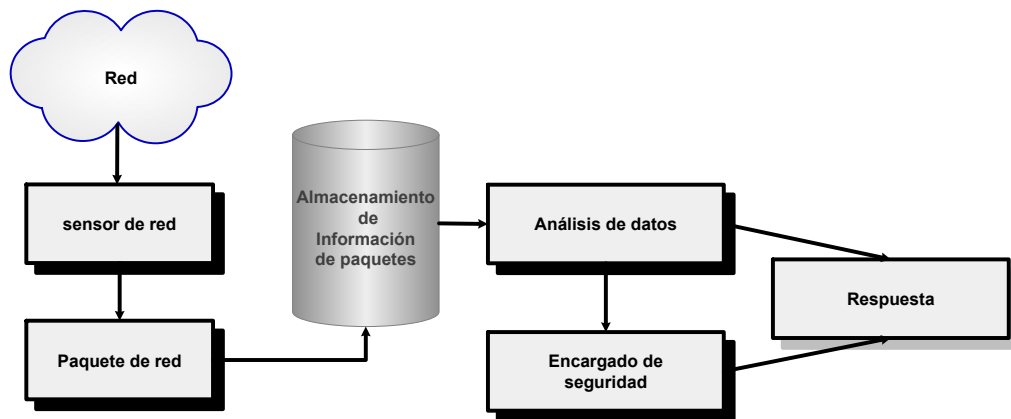 Red
sensor de red
Paquete de red
Almacenamiento
de
Información
de paquetes
Análisis de datos
Encargado de
seguridad
Respuesta